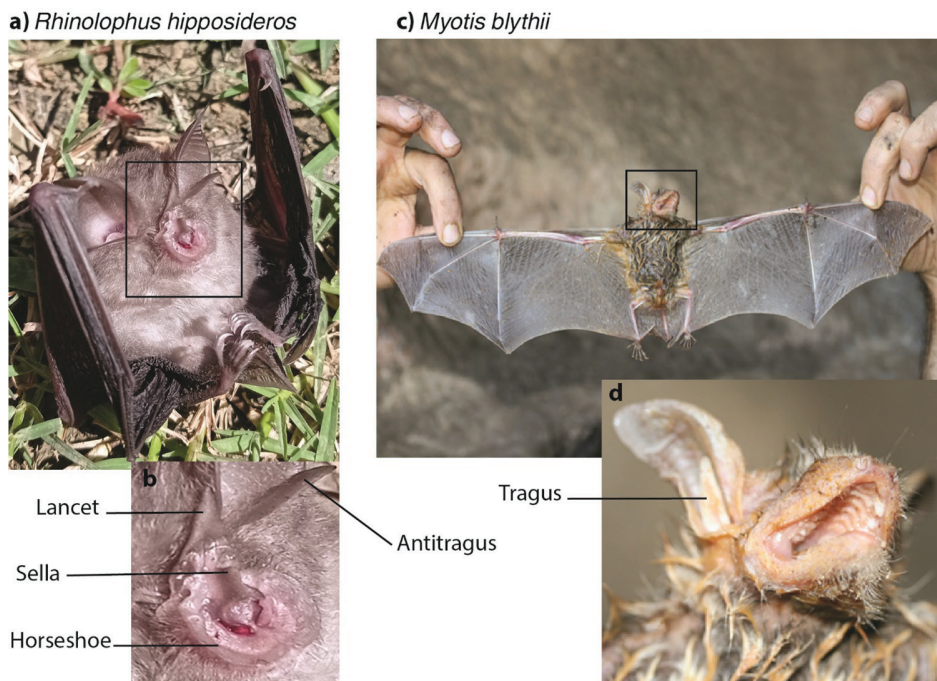 a) Rhinolophus hipposideros
c) Myotis blythii
b
Lancet
Sella
Horseshoe
Antitragus
d
Tragus